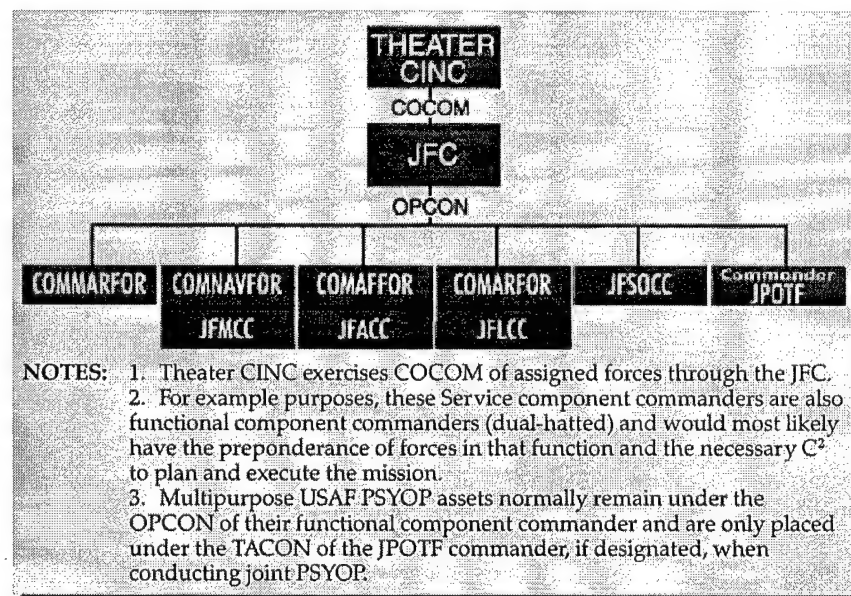 THEATER
CINC
COCOM
JFC
OPCON
COMMARFOR COMNAVFOR COMAFFOR COMARFOR JFSOCC Commander
JPOTF
JFMCC JFACC JFLCC
NOTES: 1. Theater CINC exercises COCOM of assigned forces through the JFC.
2. For example purposes, these Service component commanders are also
functional component commanders (dual-hatted) and would most likely
have the preponderance of forces in that function and the necessary C²
to plan and execute the mission.
3. Multipurpose USAF PSYOP assets normally remain under the
OPCON of their functional component commander and are only placed
under the TACON of the JPOTF commander, if designated, when
conducting joint PSYOP.